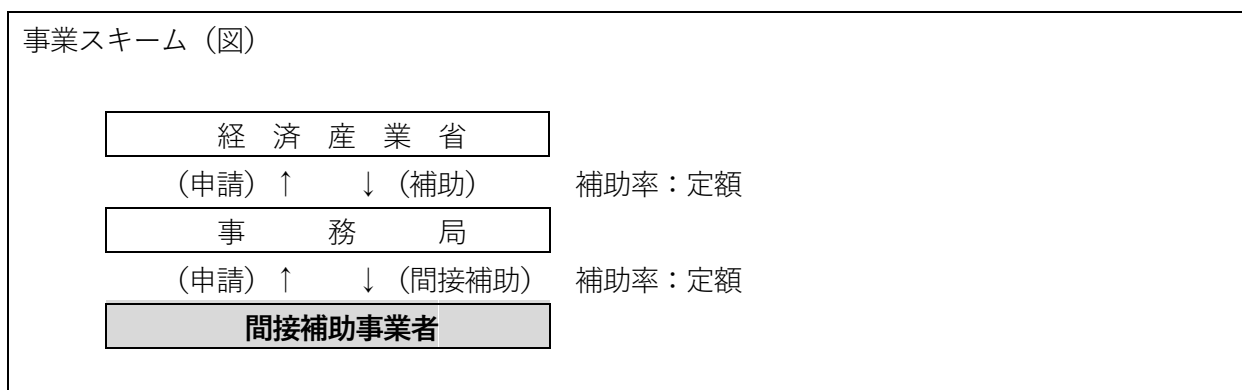 事業スキーム（図）
経　済　産　業　省
（申請）↑　　↓（補助）　　　補助率：定額
事　　　務　　　局
（申請）↑　　↓（間接補助）　補助率：定額
間接補助事業者